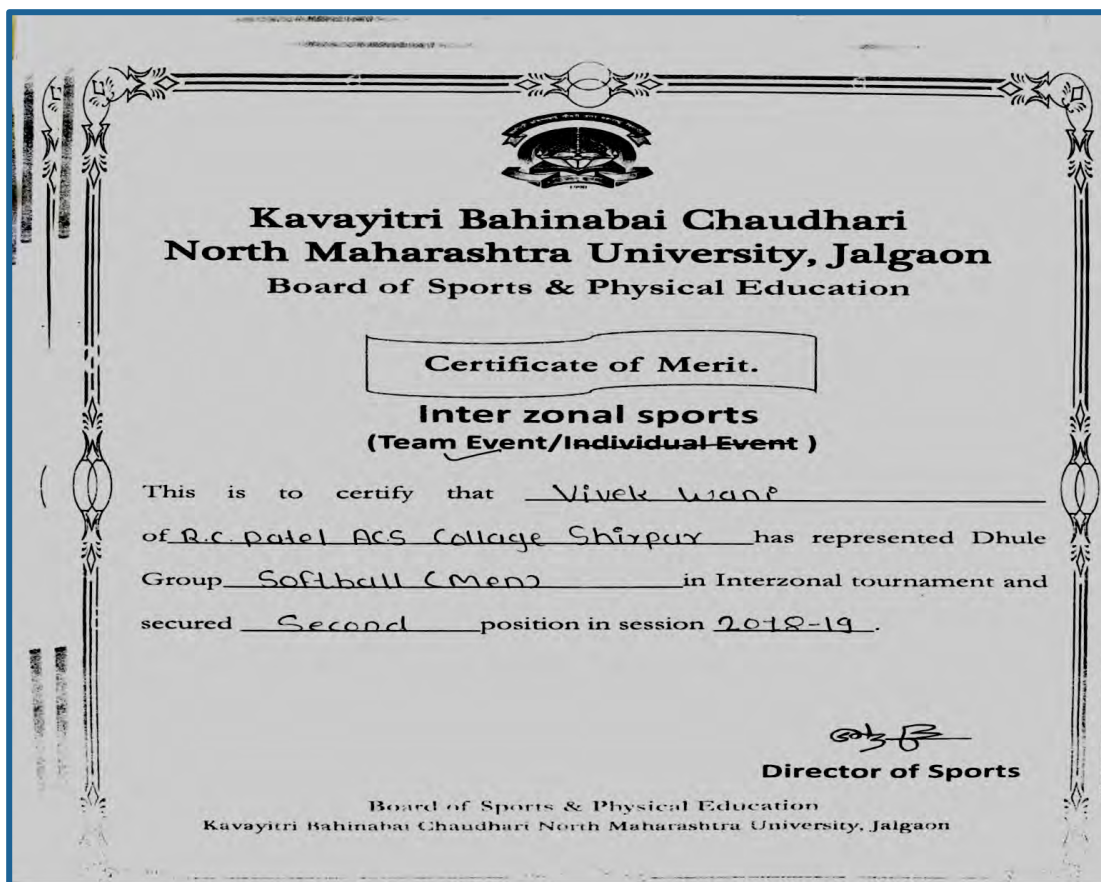 Kavayitri Bahinabai Chaudhari
North Maharashtra University, Jalgaon
Board of Sports & Physical Education
Certificate of Merit.
Inter zonal sports
(Team Event/Individual Event )
This is to certify that Vivek Wani
of R.C. patel ACS Collage Shirpur has represented Dhule
Group Softball (Men) in Interzonal tournament and
secured Second position in session 2018-19.
Director of Sports
Board of Sports & Physical Education
Kavayitri Bahinabai Chaudhari North Maharashtra University, Jalgaon